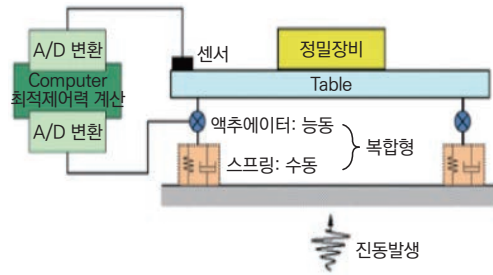 A/D 변환
Computer
최적제어력 계산
A/D 변환
센서
정밀장비
Table
액추에이터: 능동
스프링: 수동
복합형
진동발생